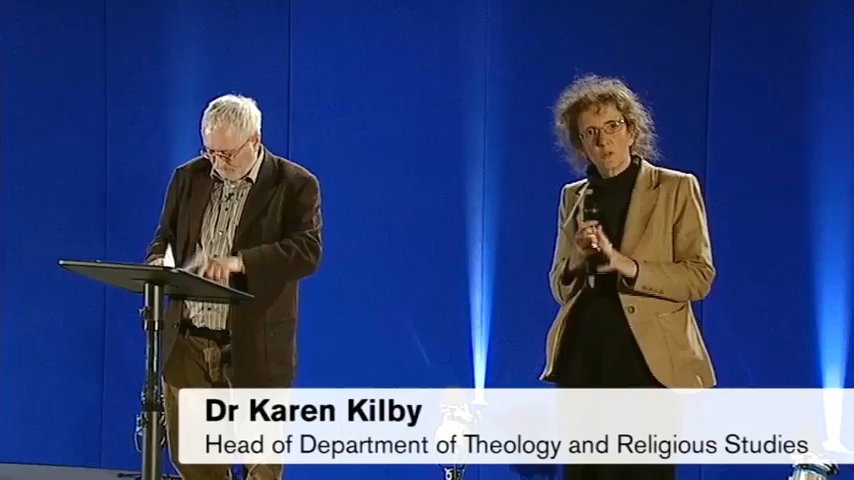 Dr Karen Kilby
Head of Department of Theology and Religious Studies